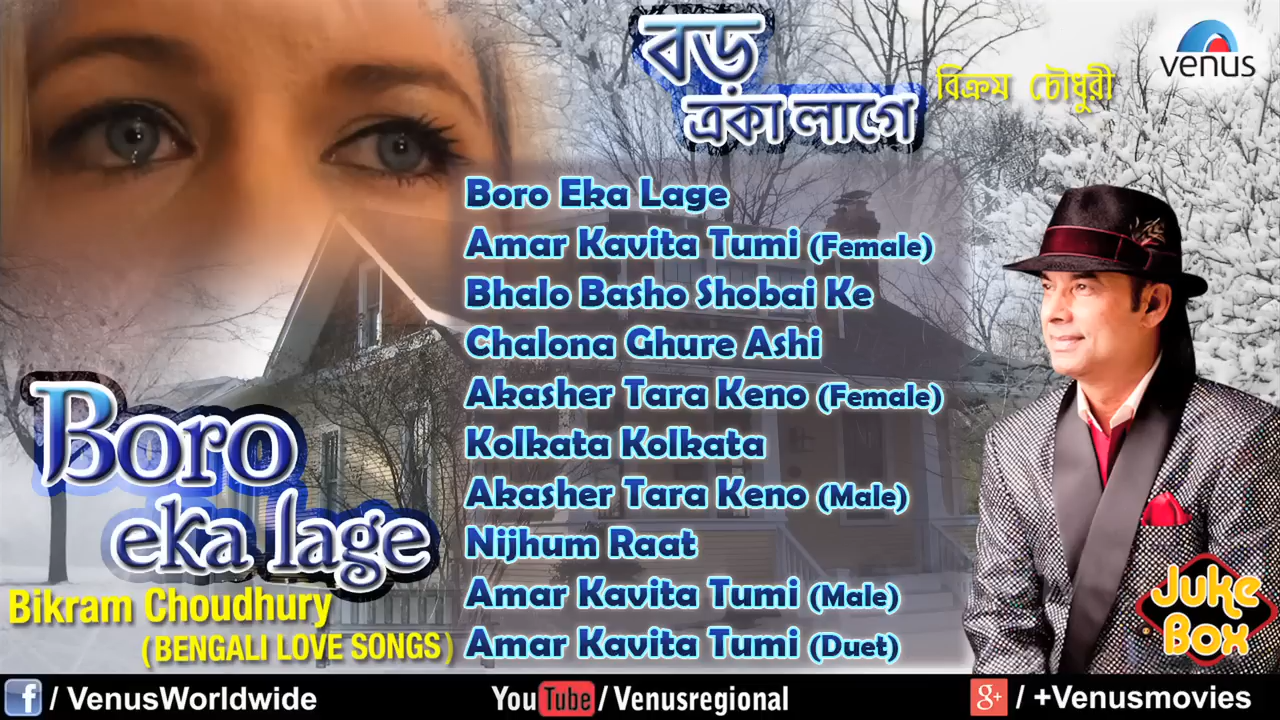 বড়
একা লাগে
বিক্রম চৌধুরী
venus
Boro Eka Lage
Amar Kavita Tumi (Female)
Bhalo Basho Shobai Ke
Chalona Ghure Ashi
Akasher Tara Keno (Female)
Kolkata Kolkata
Akasher Tara Keno (Male)
Nijhum Raat
Amar Kavita Tumi (Male)
Amar Kavita Tumi (Duet)
Boro
eka lage
Bikram Choudhury
(BENGALI LOVE SONGS)
Juke
Box
f / VenusWorldwide
You Tube / Venusregional
g+ / +Venusmovies